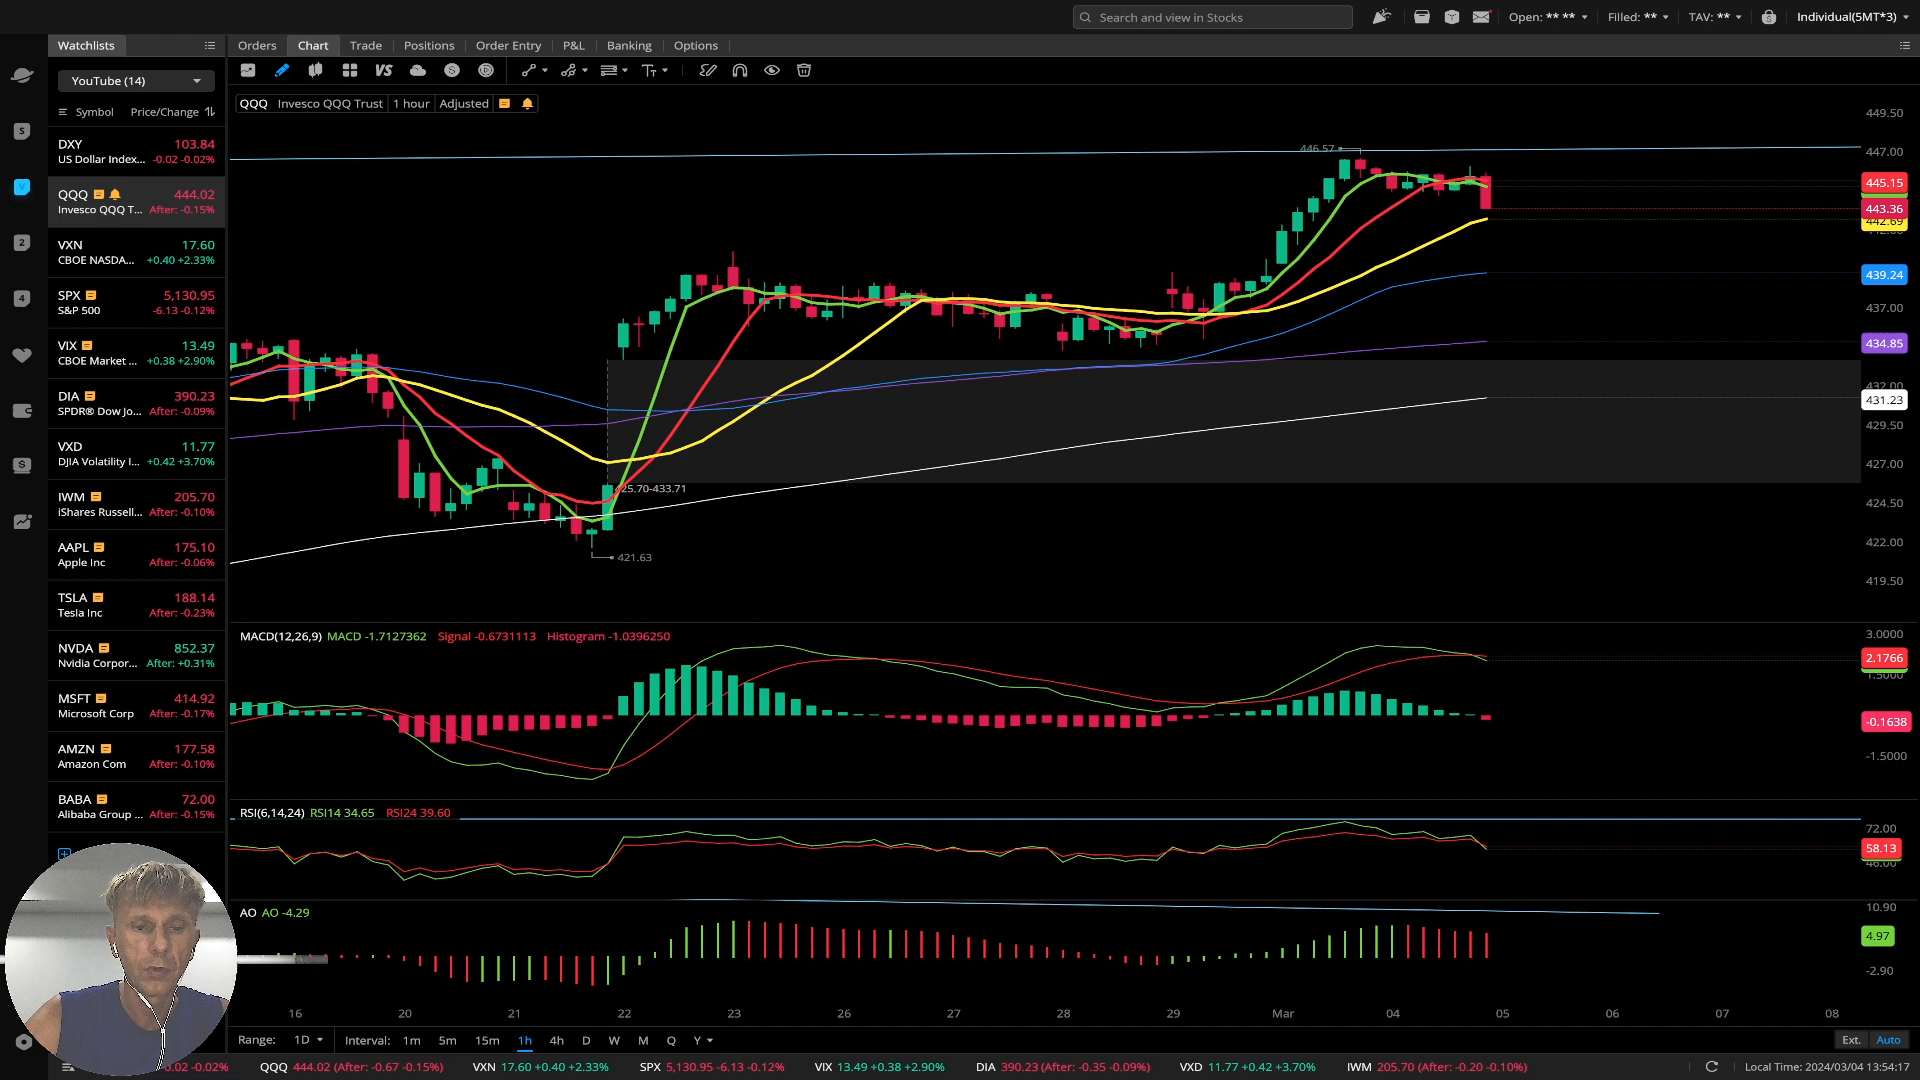 Search and view in Stocks
Open: ** **
Filled: **
TAV: **
Individual(5MT*3)
Watchlists
Orders Chart Trade Positions Order Entry P&L Banking Options
YouTube (14)
VS
Symbol Price/Change
QQQ Invesco QQQ Trust 1 hour Adjusted
DXY 103.84
US Dollar Index... -0.02 -0.02%
QQQ 444.02
Invesco QQQ T... After: -0.15%
VXN 17.60
CBOE NASDA... +0.40 +2.33%
SPX 5,130.95
S&P 500 -6.13 -0.12%
VIX 13.49
CBOE Market ... +0.38 +2.90%
DIA 390.23
SPDR® Dow Jo... After: -0.09%
VXD 11.77
DJIA Volatility I... +0.42 +3.70%
IWM 205.70
iShares Russell... After: -0.10%
AAPL 175.10
Apple Inc After: -0.06%
TSLA 188.14
Tesla Inc After: -0.23%
NVDA 852.37
Nvidia Corpor... After: +0.31%
MSFT 414.92
Microsoft Corp After: -0.17%
AMZN 177.58
Amazon Com After: -0.10%
BABA 72.00
Alibaba Group ... After: -0.15%
449.50
447.00
446.57
445.15
443.36
442.69
439.24
437.00
434.85
432.00
431.23
429.50
427.00
424.50
422.00
419.50
25.70-433.71
421.63
MACD(12,26,9) MACD -1.7127362 Signal -0.6731113 Histogram -1.0396250
3.0000
2.1766
1.5000
-0.1638
-1.5000
RSI(6,14,24) RSI14 34.65 RSI24 39.60
72.00
58.13
46.00
AO AO -4.29
10.90
4.97
-2.90
16 20 21 22 23 26 27 28 29 Mar 04 05 06 07 08
Range: 1D Interval: 1m 5m 15m 1h 4h D W M Q Y
Ext. Auto
-0.02 -0.02% QQQ 444.02 (After: -0.67 -0.15%) VXN 17.60 +0.40 +2.33% SPX 5,130.95 -6.13 -0.12% VIX 13.49 +0.38 +2.90% DIA 390.23 (After: -0.35 -0.09%) VXD 11.77 +0.42 +3.70% IWM 205.70 (After: -0.20 -0.10%)
Local Time: 2024/03/04 13:54:17